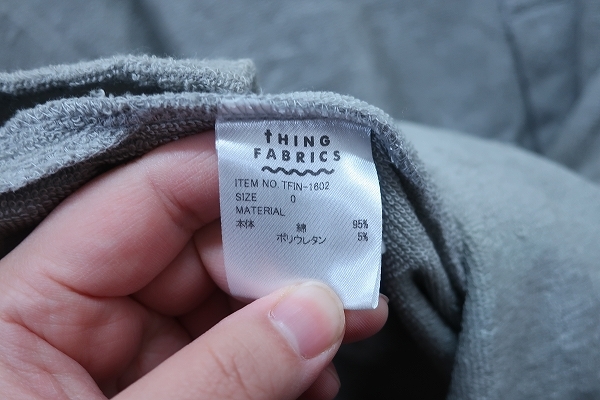 tHING
FABRICS
ITEM NO. TFIN-1602
SIZE 0
MATERIAL
本体 綿 95%
ポリウレタン 5%